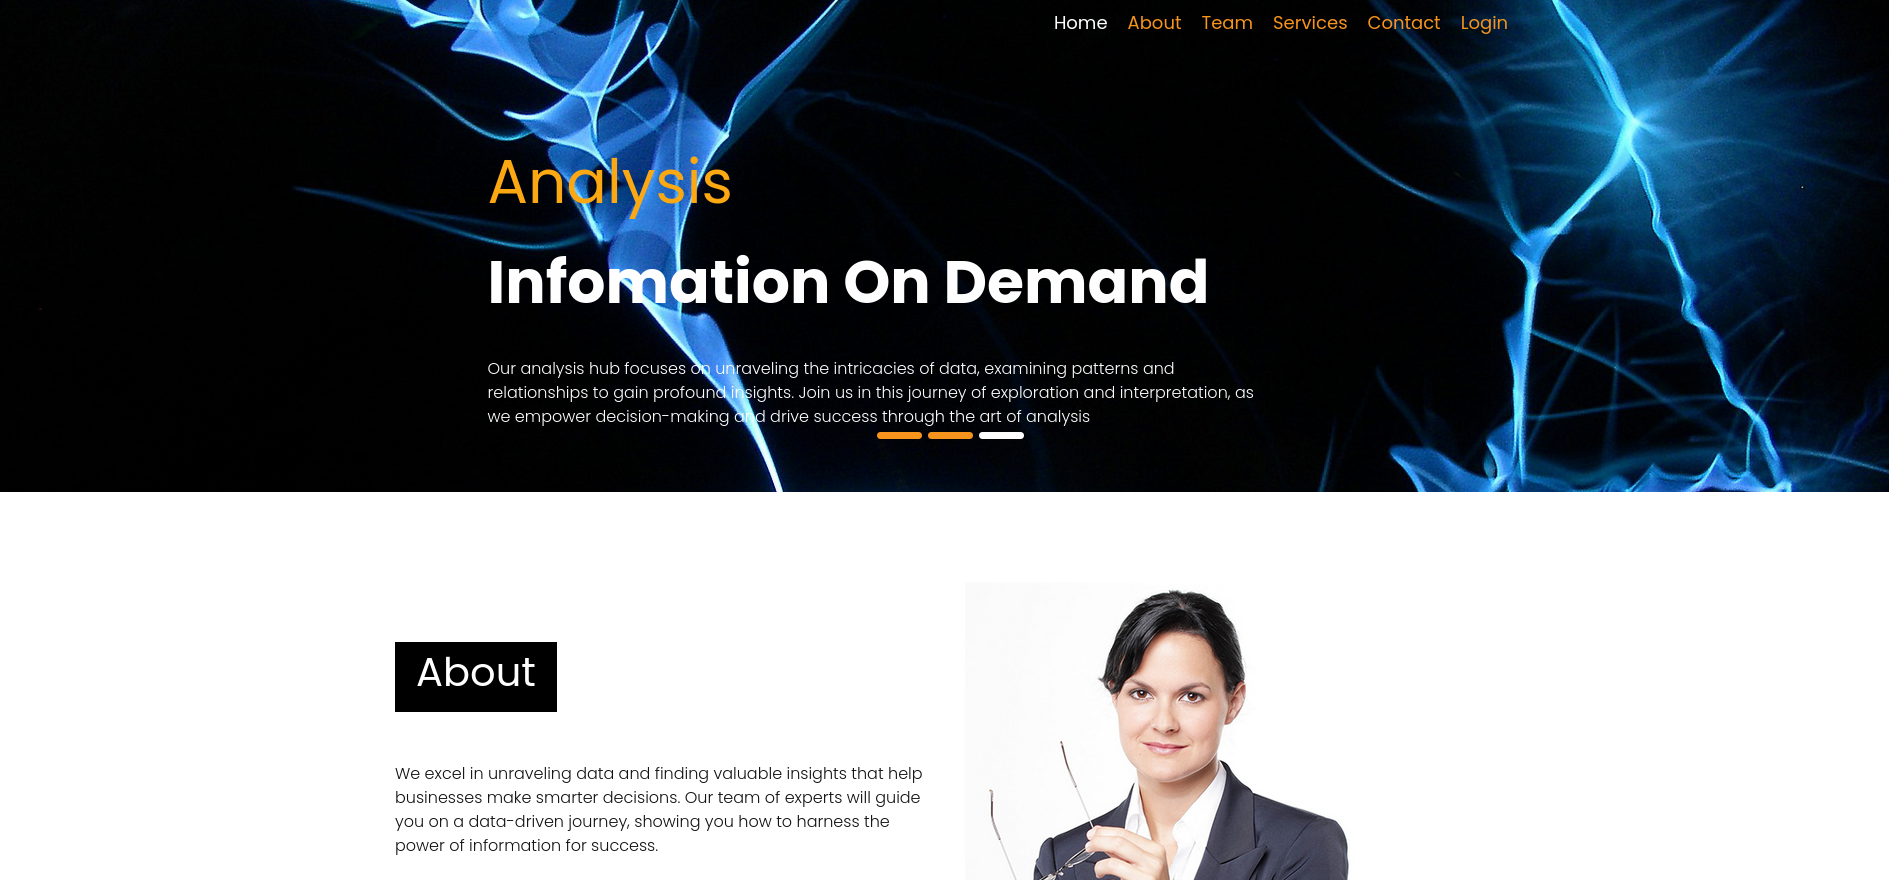 Home About Team Services Contact Login
Analysis
Infomation On Demand
Our analysis hub focuses on unraveling the intricacies of data, examining patterns and
relationships to gain profound insights. Join us in this journey of exploration and interpretation, as
we empower decision-making and drive success through the art of analysis
About
We excel in unraveling data and finding valuable insights that help
businesses make smarter decisions. Our team of experts will guide
you on a data-driven journey, showing you how to harness the
power of information for success.